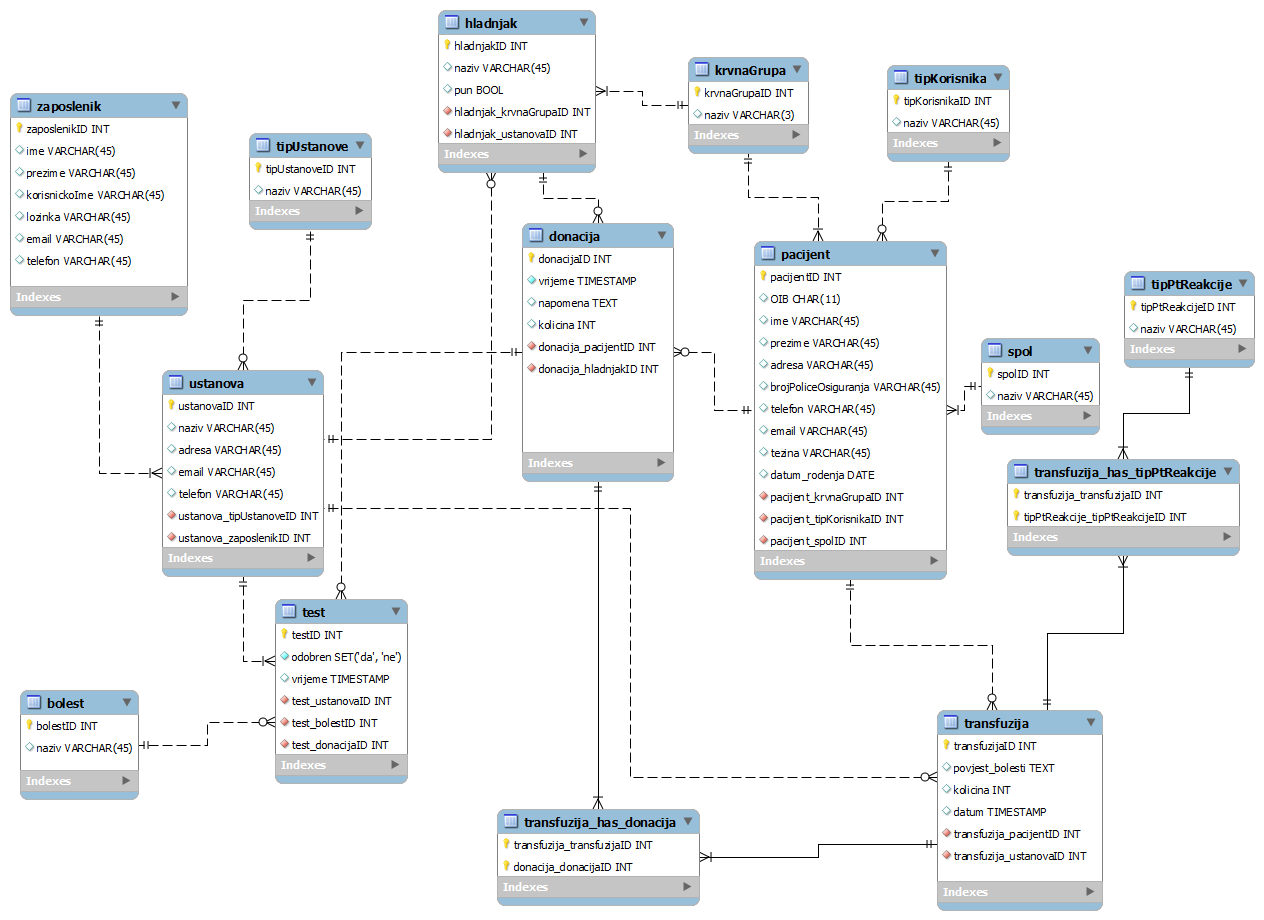 hladnjak
hladnjakID INT
naziv VARCHAR(45)
pun BOOL
hladnjak_krvnaGrupaID INT
hladnjak_ustanovaID INT
Indexes
krvnaGrupa
krvnaGrupaID INT
naziv VARCHAR(3)
Indexes
tipKorisnika
tipKorisnikaID INT
naziv VARCHAR(45)
Indexes
zaposlenik
zaposlenikID INT
ime VARCHAR(45)
prezime VARCHAR(45)
korisnickoIme VARCHAR(45)
lozinka VARCHAR(45)
email VARCHAR(45)
telefon VARCHAR(45)
Indexes
tipUstanove
tipUstanoveID INT
naziv VARCHAR(45)
Indexes
donacija
donacijaID INT
vrijeme TIMESTAMP
napomena TEXT
kolicina INT
donacija_pacijentID INT
donacija_hladnjakID INT
Indexes
pacijent
pacijentID INT
OIB CHAR(11)
ime VARCHAR(45)
prezime VARCHAR(45)
adresa VARCHAR(45)
brojPoliceOsiguranja VARCHAR(45)
telefon VARCHAR(45)
email VARCHAR(45)
tezina VARCHAR(45)
datum_rodenja DATE
pacijent_krvnaGrupaID INT
pacijent_tipKorisnikaID INT
pacijent_spolID INT
Indexes
tipPtReakcije
tipPtReakcijeID INT
naziv VARCHAR(45)
Indexes
spol
spolID INT
naziv VARCHAR(45)
Indexes
ustanova
ustanovaID INT
naziv VARCHAR(45)
adresa VARCHAR(45)
email VARCHAR(45)
telefon VARCHAR(45)
ustanova_tipUstanoveID INT
ustanova_zaposlenikID INT
Indexes
transfuzija_has_tipPtReakcije
transfuzija_transfuzijaID INT
tipPtReakcije_tipPtReakcijeID INT
Indexes
test
testID INT
odobren SET('da', 'ne')
vrijeme TIMESTAMP
test_ustanovaID INT
test_bolestID INT
test_donacijaID INT
Indexes
bolest
bolestID INT
naziv VARCHAR(45)
Indexes
transfuzija
transfuzijaID INT
povjest_bolesti TEXT
kolicina INT
datum TIMESTAMP
transfuzija_pacijentID INT
transfuzija_ustanovaID INT
Indexes
transfuzija_has_donacija
transfuzija_transfuzijaID INT
donacija_donacijaID INT
Indexes